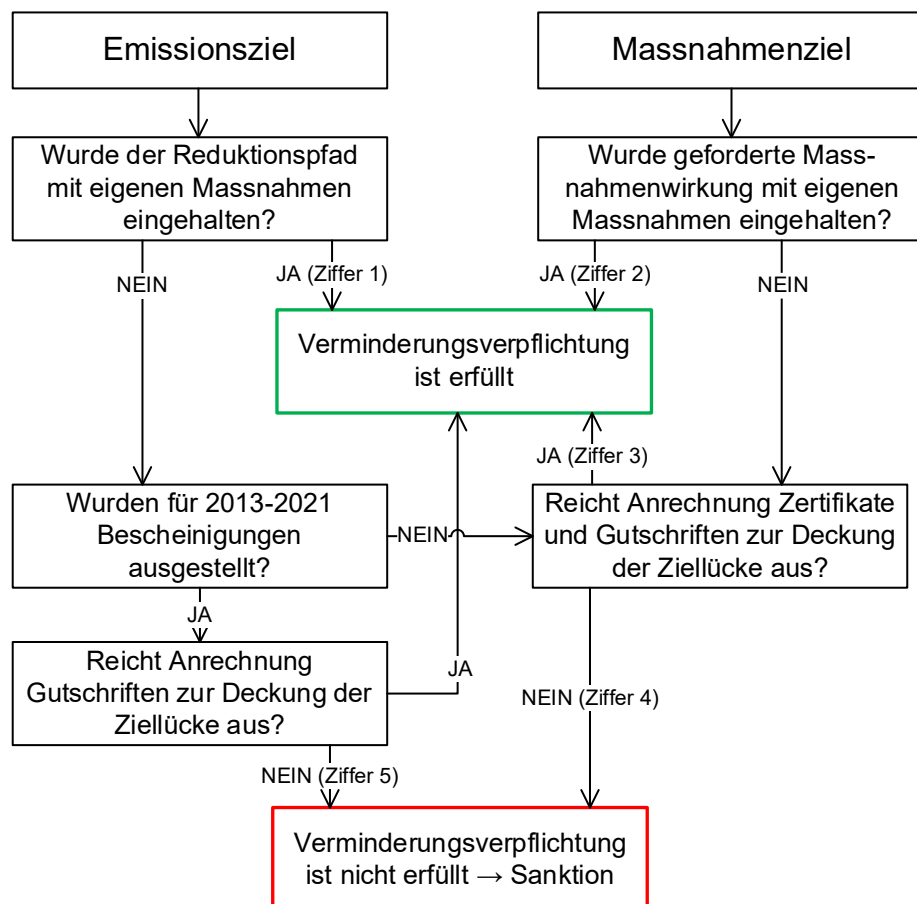 Emissionsziel
Massnahmenziel
Wurde der Reduktionspfad
mit eigenen Massnahmen
eingehalten?
Wurde geforderte Mass-
nahmenwirkung mit eigenen
Massnahmen eingehalten?
NEIN
JA (Ziffer 1)
JA (Ziffer 2)
NEIN
Verminderungsverpflichtung
ist erfüllt
JA (Ziffer 3)
Wurden für 2013-2021
Bescheinigungen
ausgestellt?
NEIN
Reicht Anrechnung Zertifikate
und Gutschriften zur Deckung
der Ziellücke aus?
JA
Reicht Anrechnung
Gutschriften zur Deckung der
Ziellücke aus?
JA
NEIN (Ziffer 4)
NEIN (Ziffer 5)
Verminderungsverpflichtung
ist nicht erfüllt → Sanktion